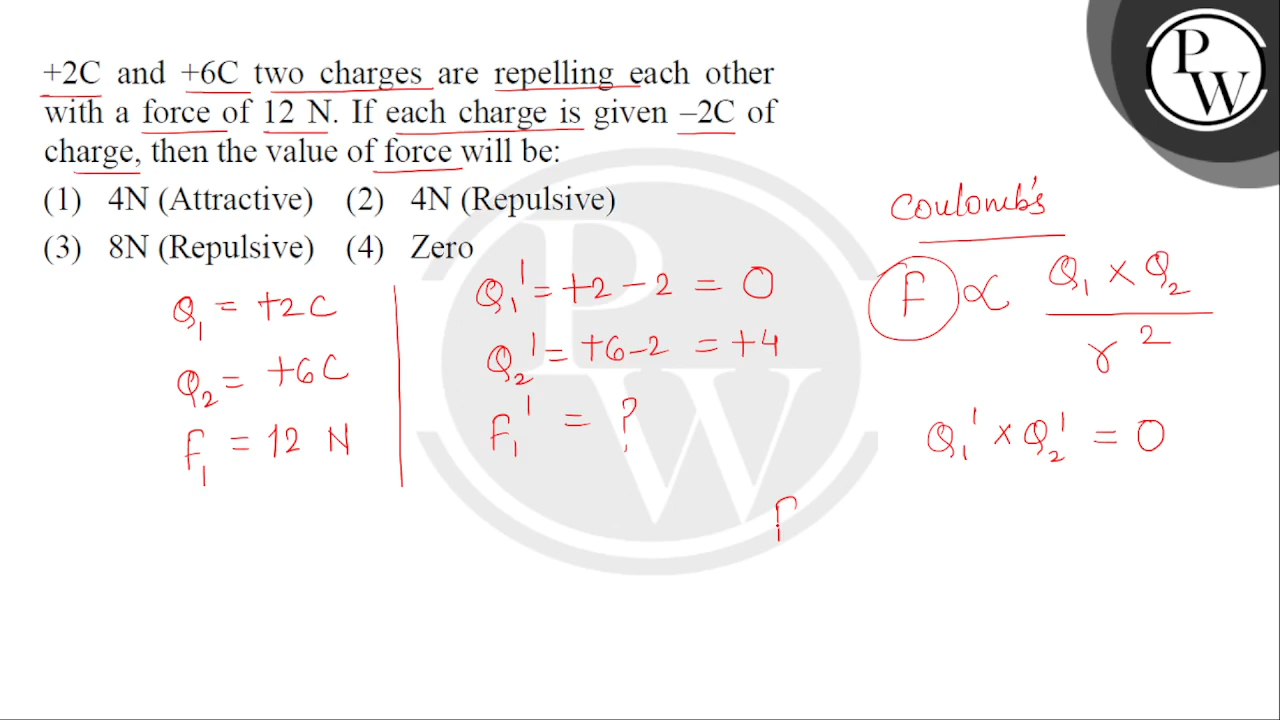 +2C and +6C two charges are repelling each other
with a force of 12 N. If each charge is given –2C of
charge, then the value of force will be:
(1) 4N (Attractive) (2) 4N (Repulsive)
(3) 8N (Repulsive) (4) Zero
Q₁ = +2C
Q₂ = +6C
F₁ = 12 N
Q₁' = +2 – 2 = 0
Q₂' = +6 – 2 = +4
F₁' = ?
Coulomb's
F ∝ Q₁ × Q₂ / r²
Q₁' × Q₂' = 0
F
PW
PW